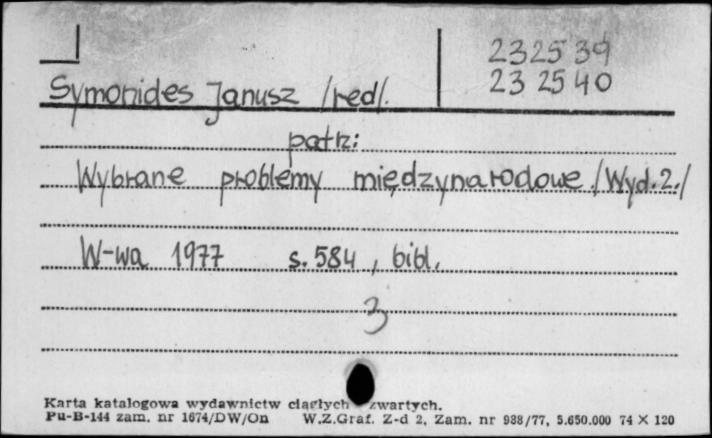 232539
232540
Symonides Janusz /red/.
patrz:
Wybrane problemy międzynarodowe /Wyd.2./
W-wa 1977 s.584, bibl.
3
Karta katalogowa wydawnictw ciągłych zwartych.
Pu-B-144 zam. nr 1674/DW/On W.Z.Graf. Z-d 2, Zam. nr 938/77, 5.650.000 74 X 120